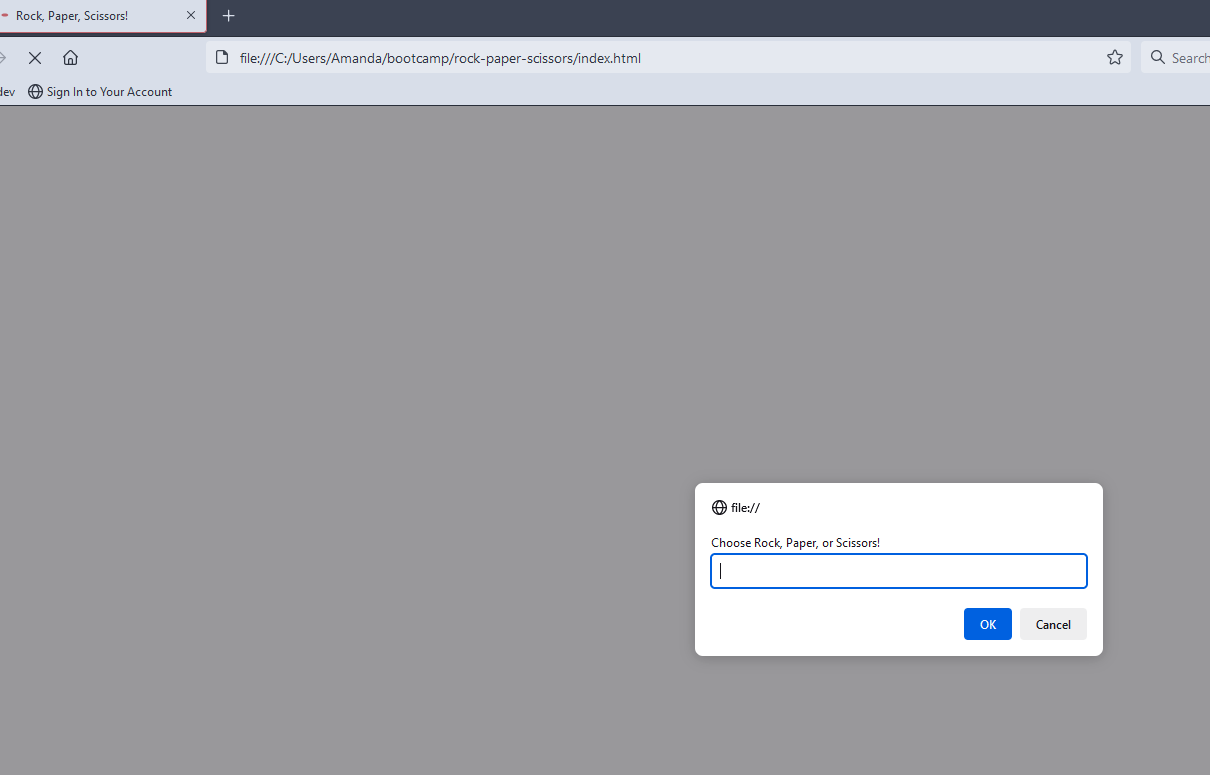 Rock, Paper, Scissors!
file:///C:/Users/Amanda/bootcamp/rock-paper-scissors/index.html
Search
dev
Sign In to Your Account
file://
Choose Rock, Paper, or Scissors!
OK
Cancel